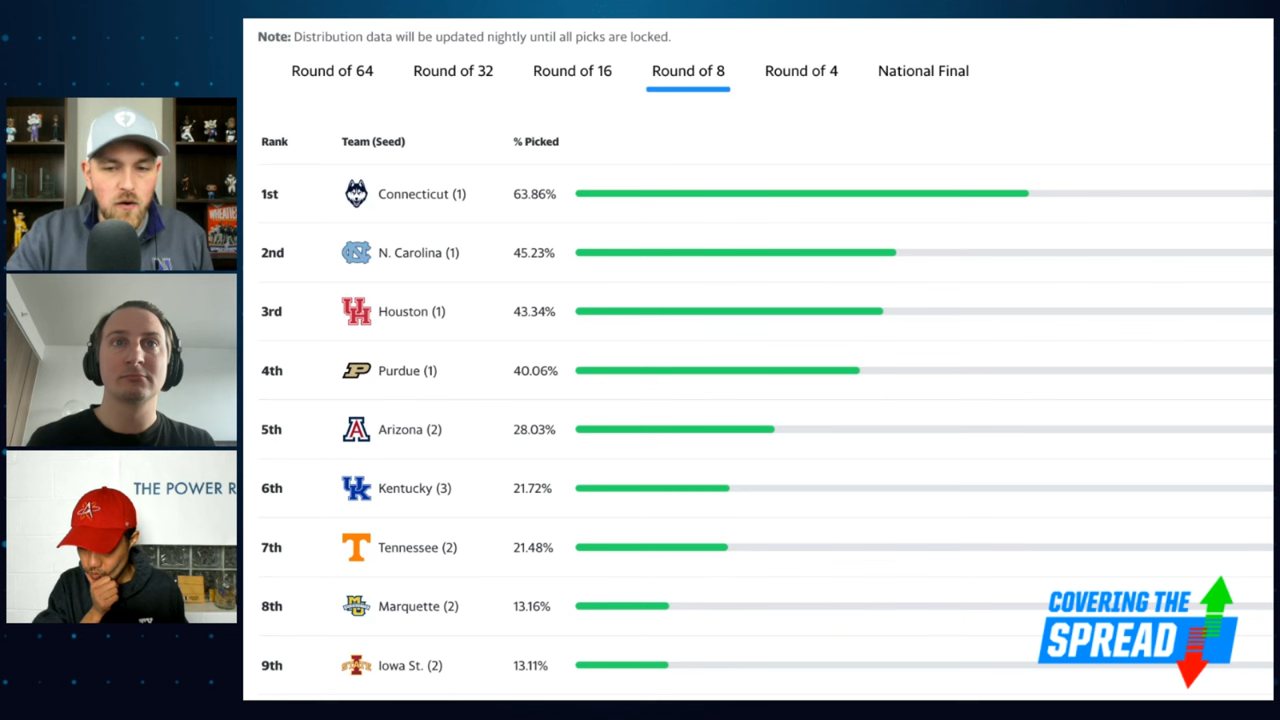 Note: Distribution data will be updated nightly until all picks are locked.
Round of 64 Round of 32 Round of 16 Round of 8 Round of 4 National Final
Rank Team (Seed) % Picked
1st Connecticut (1) 63.86%
2nd N. Carolina (1) 45.23%
3rd Houston (1) 43.34%
4th Purdue (1) 40.06%
5th Arizona (2) 28.03%
6th Kentucky (3) 21.72%
7th Tennessee (2) 21.48%
8th Marquette (2) 13.16%
9th Iowa St. (2) 13.11%
WHEATIES
THE POWER R
COVERING THE
SPREAD